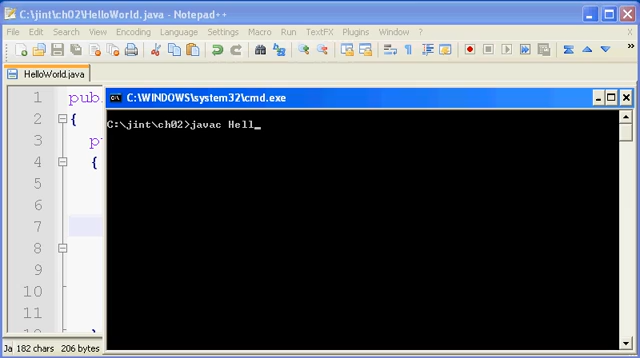 C:\jint\ch02\HelloWorld.java - Notepad++
File Edit Search View Encoding Language Settings Macro Run TextFX Plugins Window ? X
HelloWorld.java
C:\WINDOWS\system32\cmd.exe
1 pub
2 {
3 p
4 {
5
6
7
8
9
10
11
}
C:\jint\ch02>javac Hell_
Ja 182 chars 206 bytes